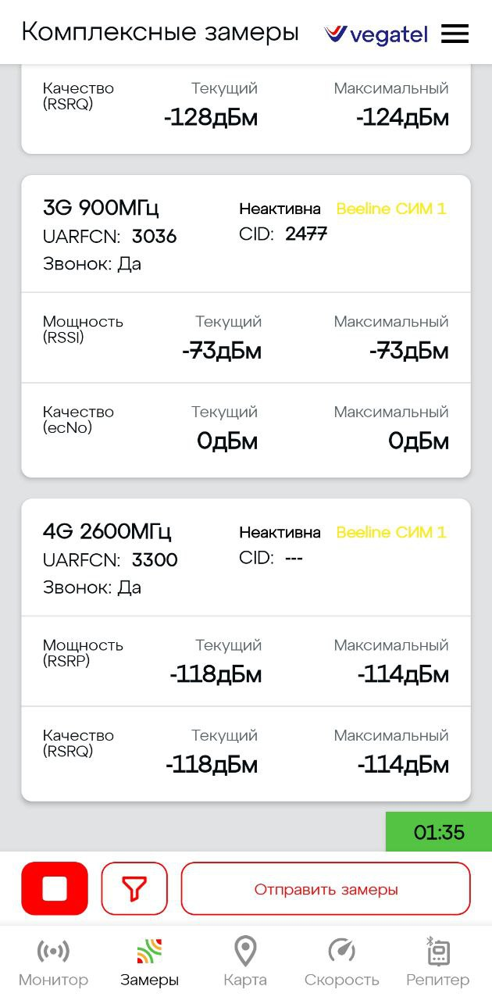 Комплексные замеры vegatel
Качество Текущий Максимальный
(RSRQ) -128дБм -124дБм
3G 900МГц Неактивна Beeline СИМ 1
UARFCN: 3036 CID: 2477
Звонок: Да
Мощность Текущий Максимальный
(RSSI) -73дБм -73дБм
Качество Текущий Максимальный
(ecNo) 0дБм 0дБм
4G 2600МГц Неактивна Beeline СИМ 1
UARFCN: 3300 CID: ---
Звонок: Да
Мощность Текущий Максимальный
(RSRP) -118дБм -114дБм
Качество Текущий Максимальный
(RSRQ) -118дБм -114дБм
01:35
Отправить замеры
Монитор Замеры Карта Скорость Репитер